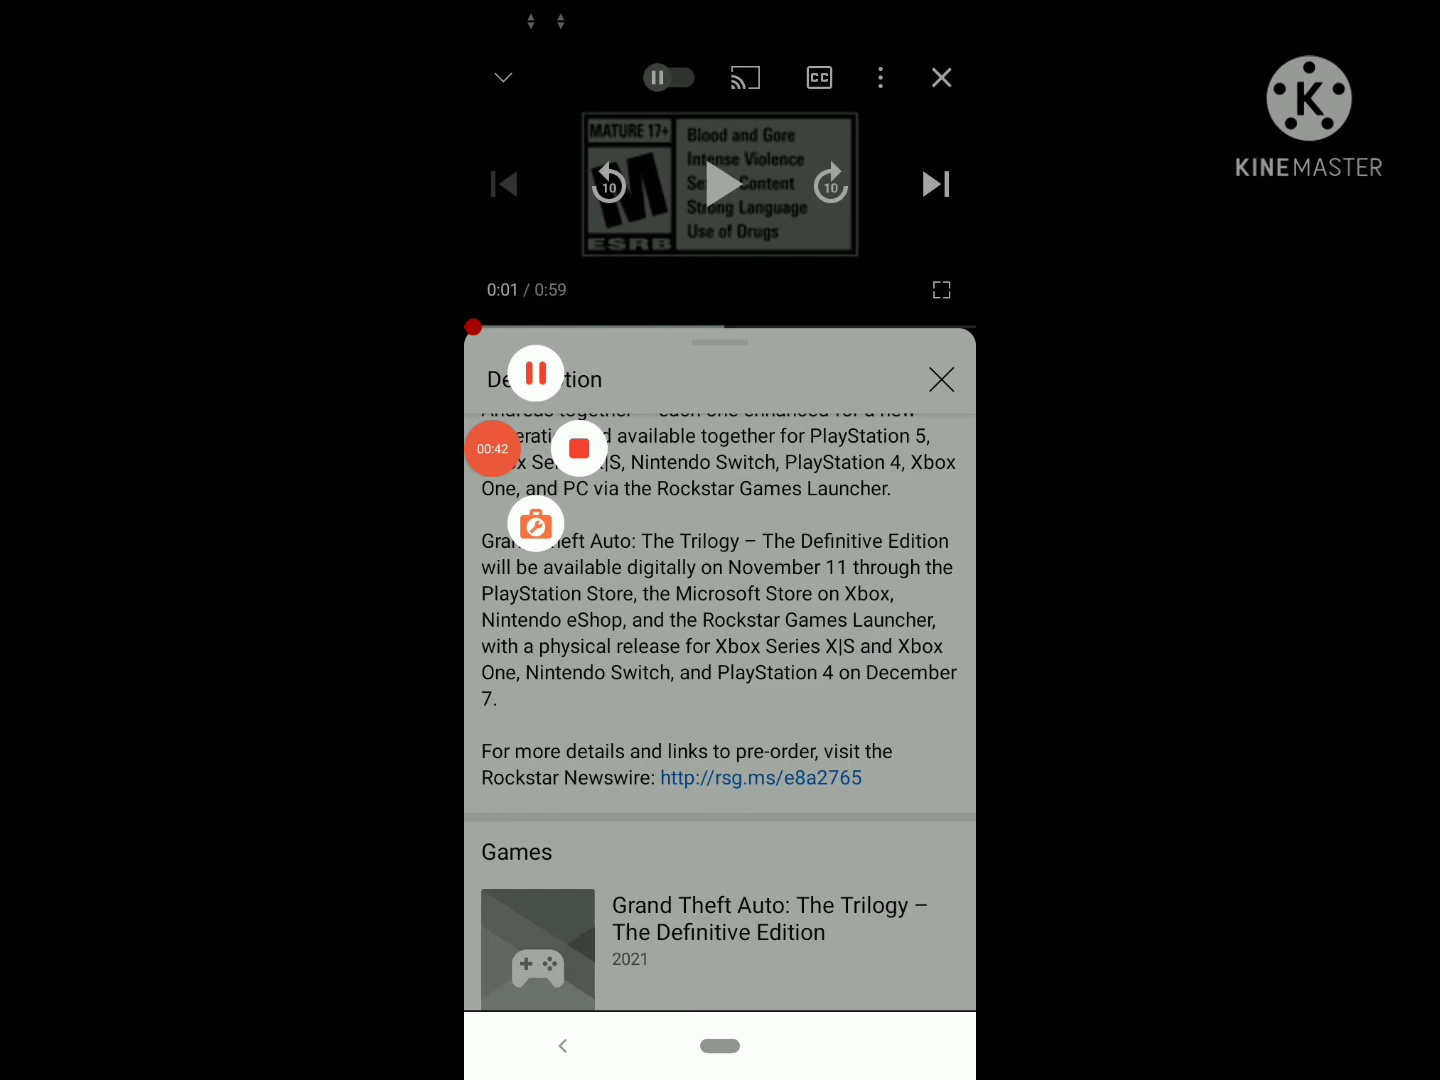 KINEMASTER
MATURE 17+
ESRB
Blood and Gore
Intense Violence
Content
Strong Language
Use of Drugs
10
10
CC
0:01 / 0:59
00:42
available together for PlayStation 5,
S, Nintendo Switch, PlayStation 4, Xbox
One, and PC via the Rockstar Games Launcher.
Auto: The Trilogy – The Definitive Edition
will be available digitally on November 11 through the
PlayStation Store, the Microsoft Store on Xbox,
Nintendo eShop, and the Rockstar Games Launcher,
with a physical release for Xbox Series X|S and Xbox
One, Nintendo Switch, and PlayStation 4 on December
7.
For more details and links to pre-order, visit the
Rockstar Newswire: http://rsg.ms/e8a2765
Games
Grand Theft Auto: The Trilogy –
The Definitive Edition
2021